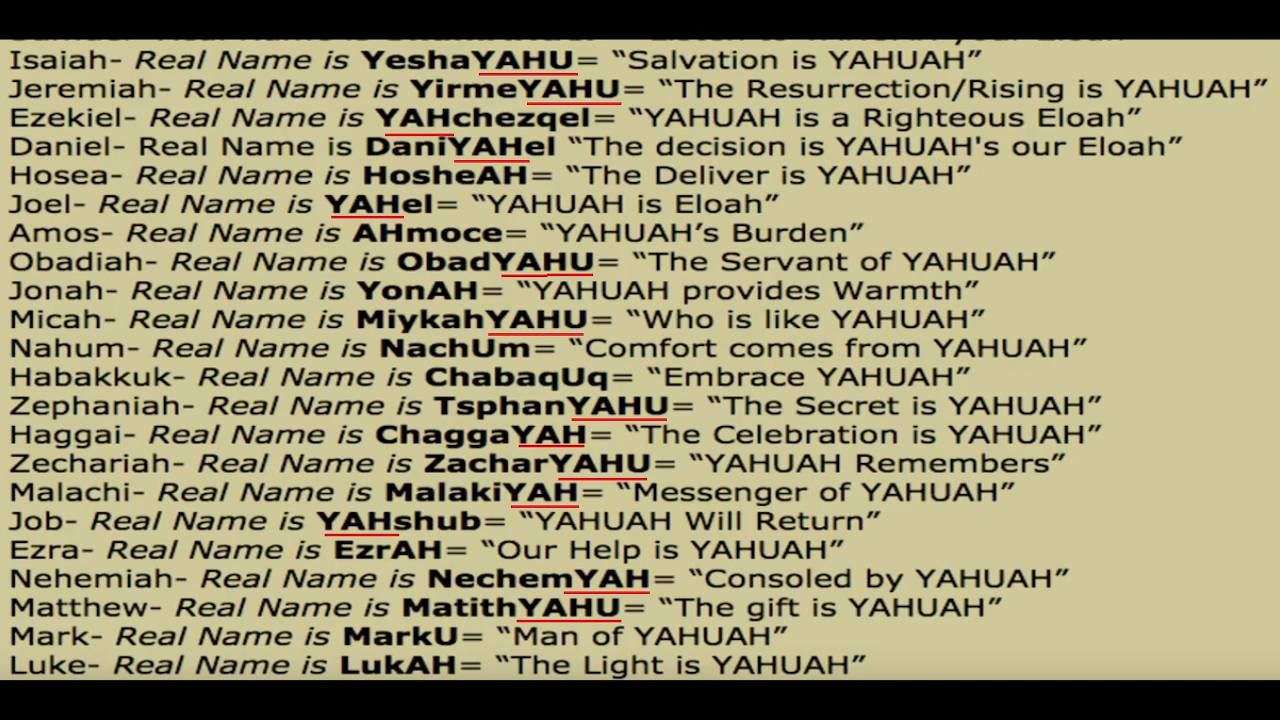 Isaiah- Real Name is YeshaYAHU= “Salvation is YAHUAH”
Jeremiah- Real Name is YirmeYAHU= “The Resurrection/Rising is YAHUAH”
Ezekiel- Real Name is YAHchezqel= “YAHUAH is a Righteous Eloah”
Daniel- Real Name is DaniYAHel “The decision is YAHUAH's our Eloah”
Hosea- Real Name is HosheAH= “The Deliver is YAHUAH”
Joel- Real Name is YAHel= “YAHUAH is Eloah”
Amos- Real Name is AHmoce= “YAHUAH’s Burden”
Obadiah- Real Name is ObadYAHU= “The Servant of YAHUAH”
Jonah- Real Name is YonAH= “YAHUAH provides Warmth”
Micah- Real Name is MiykahYAHU= “Who is like YAHUAH”
Nahum- Real Name is NachUm= “Comfort comes from YAHUAH”
Habakkuk- Real Name is ChabaqUq= “Embrace YAHUAH”
Zephaniah- Real Name is TsphanYAHU= “The Secret is YAHUAH”
Haggai- Real Name is ChaggaYAH= “The Celebration is YAHUAH”
Zechariah- Real Name is ZacharYAHU= “YAHUAH Remembers”
Malachi- Real Name is MalakiYAH= “Messenger of YAHUAH”
Job- Real Name is YAHshub= “YAHUAH Will Return”
Ezra- Real Name is EzrAH= “Our Help is YAHUAH”
Nehemiah- Real Name is NechemYAH= “Consoled by YAHUAH”
Matthew- Real Name is MatithYAHU= “The gift is YAHUAH”
Mark- Real Name is MarkU= “Man of YAHUAH”
Luke- Real Name is LukAH= “The Light is YAHUAH”